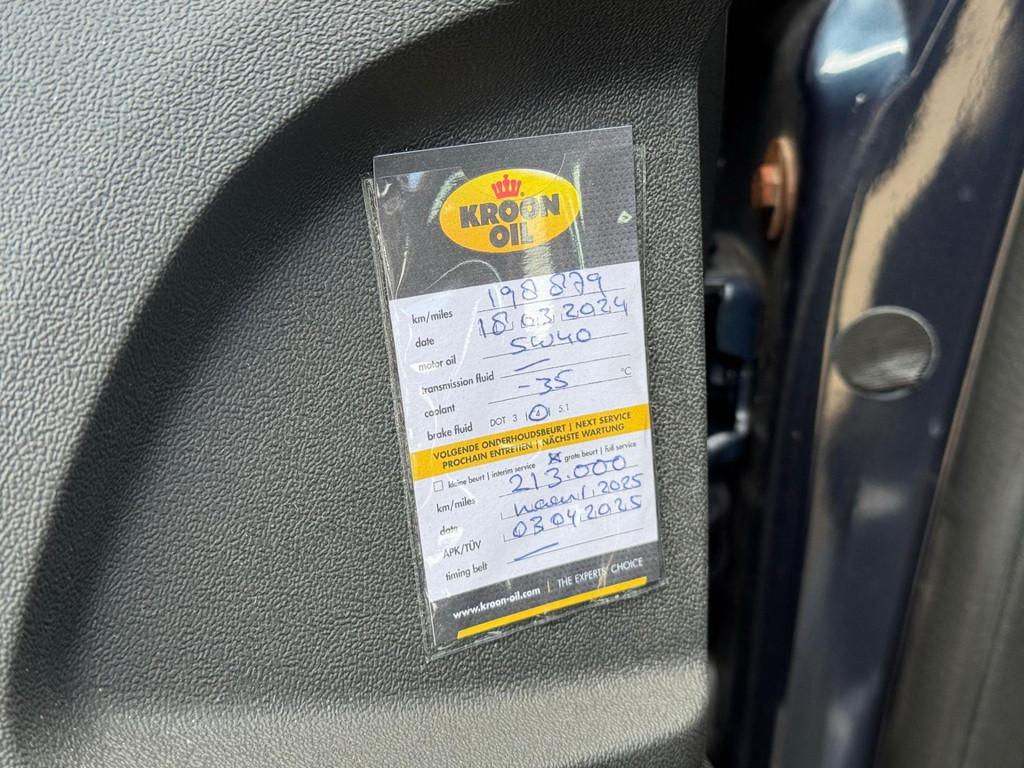 KROON
OIL
km/miles 198 879
date 18 03 2024
motor oil 5W40
transmission fluid —
coolant -35 °C
brake fluid DOT 3 | 4 | 5.1
VOLGENDE ONDERHOUDSBEURT | NEXT SERVICE
PROCHAIN ENTRETIEN | NÄCHSTE WARTUNG
kleine beurt | interim service x grote beurt | full service
km/miles 213.000
date maart, 2025
APK/TÜV 03 04 2025
timing belt —
www.kroon-oil.com | THE EXPERTS' CHOICE